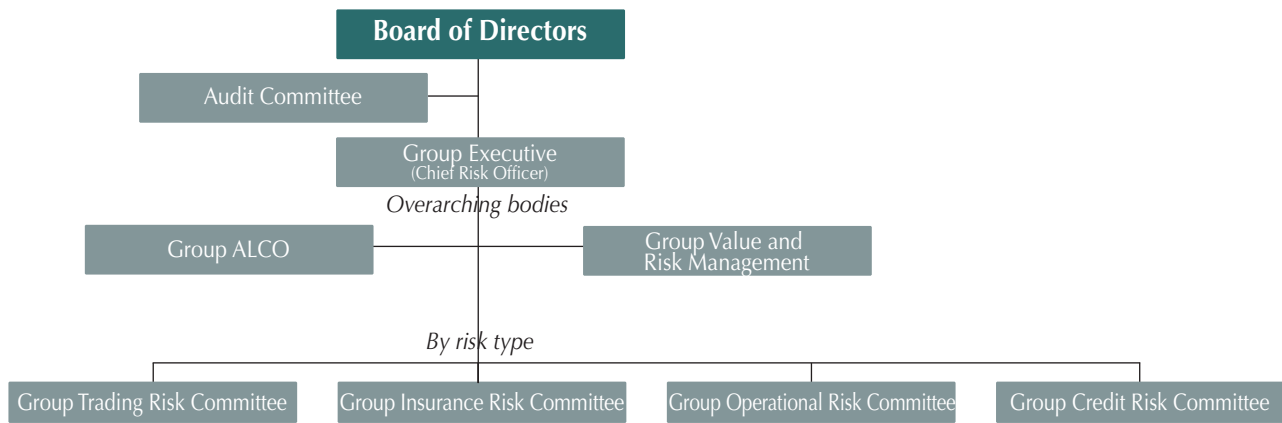 Board of Directors
Audit Committee
Group Executive
(Chief Risk Officer)
Overarching bodies
Group ALCO
Group Value and
Risk Management
By risk type
Group Trading Risk Committee
Group Insurance Risk Committee
Group Operational Risk Committee
Group Credit Risk Committee